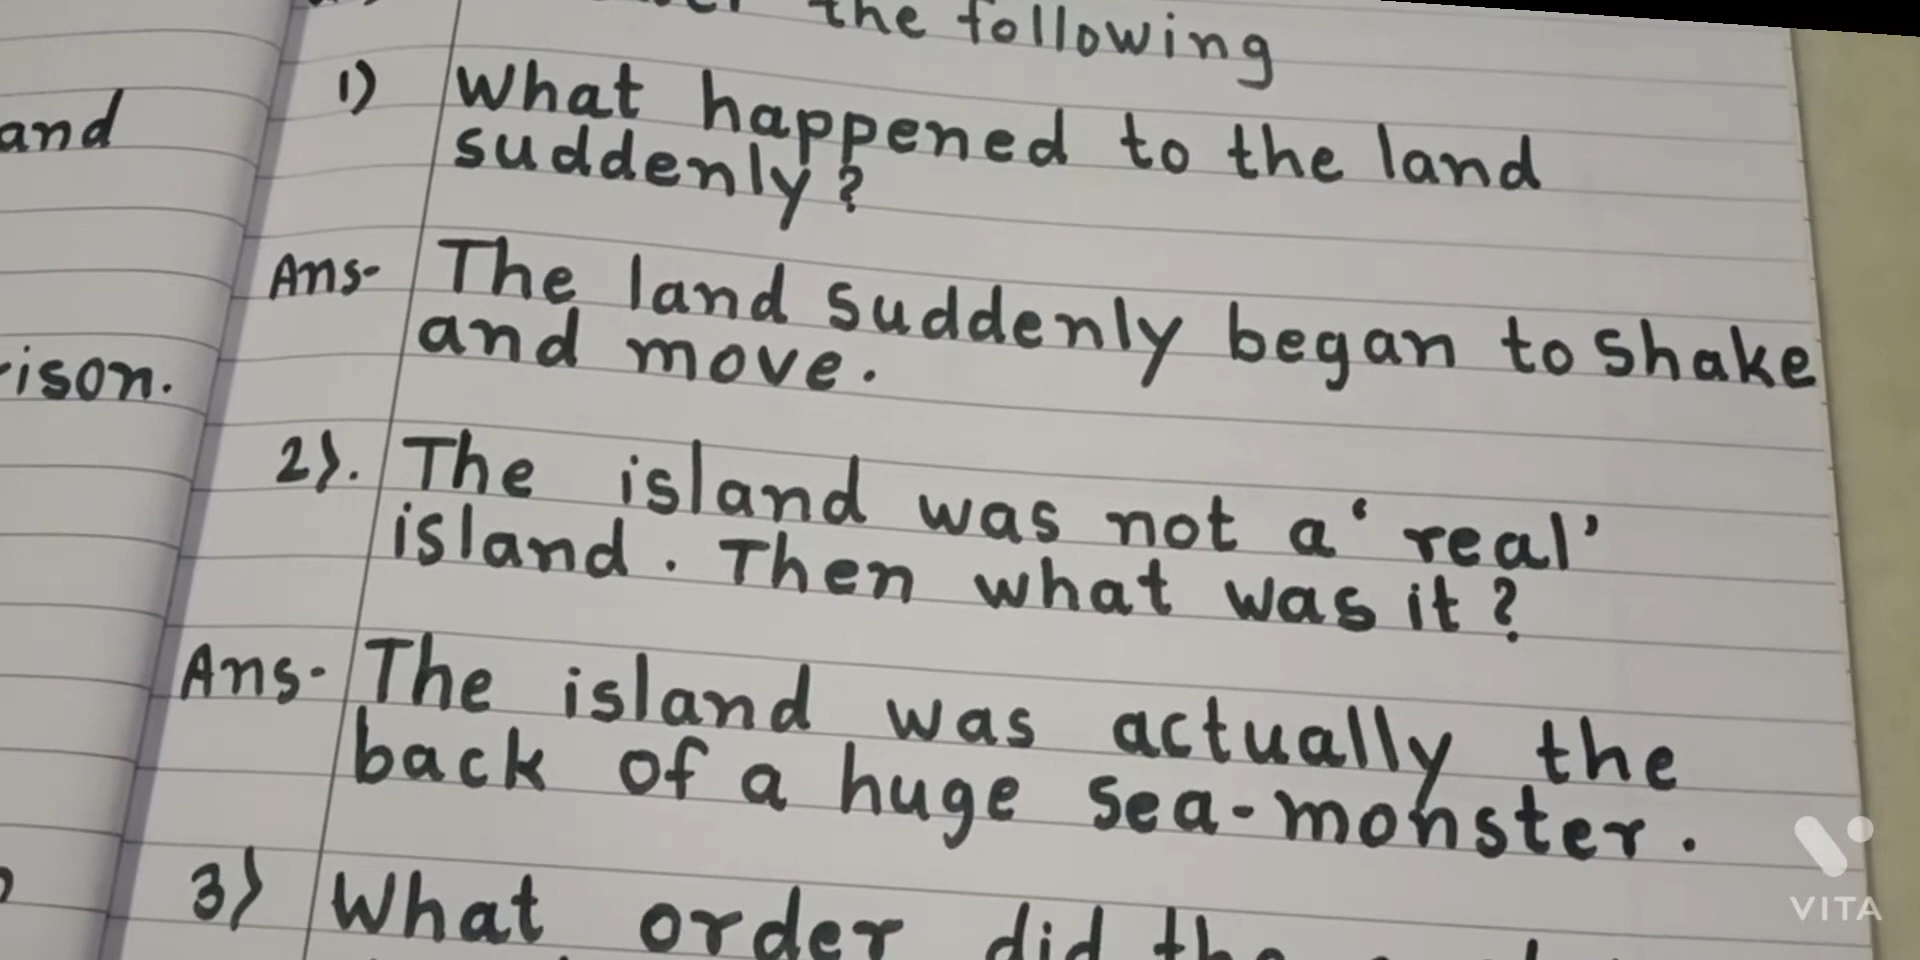 the following
and
1) What happened to the land
suddenly?
Ans- The land suddenly began to shake
and move.
ison.
2). The island was not a 'real'
island. Then what was it?
Ans- The island was actually the
back of a huge sea-monster.
3) What order did the
VITA